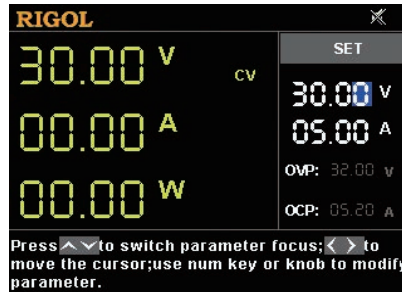 RIGOL
SET
30.00 V
CV
30.00 V
00.00 A
05.00 A
00.00 W
OVP: 32.00 V
OCP: 05.20 A
Press to switch parameter focus; to
move the cursor;use num key or knob to modify
parameter.